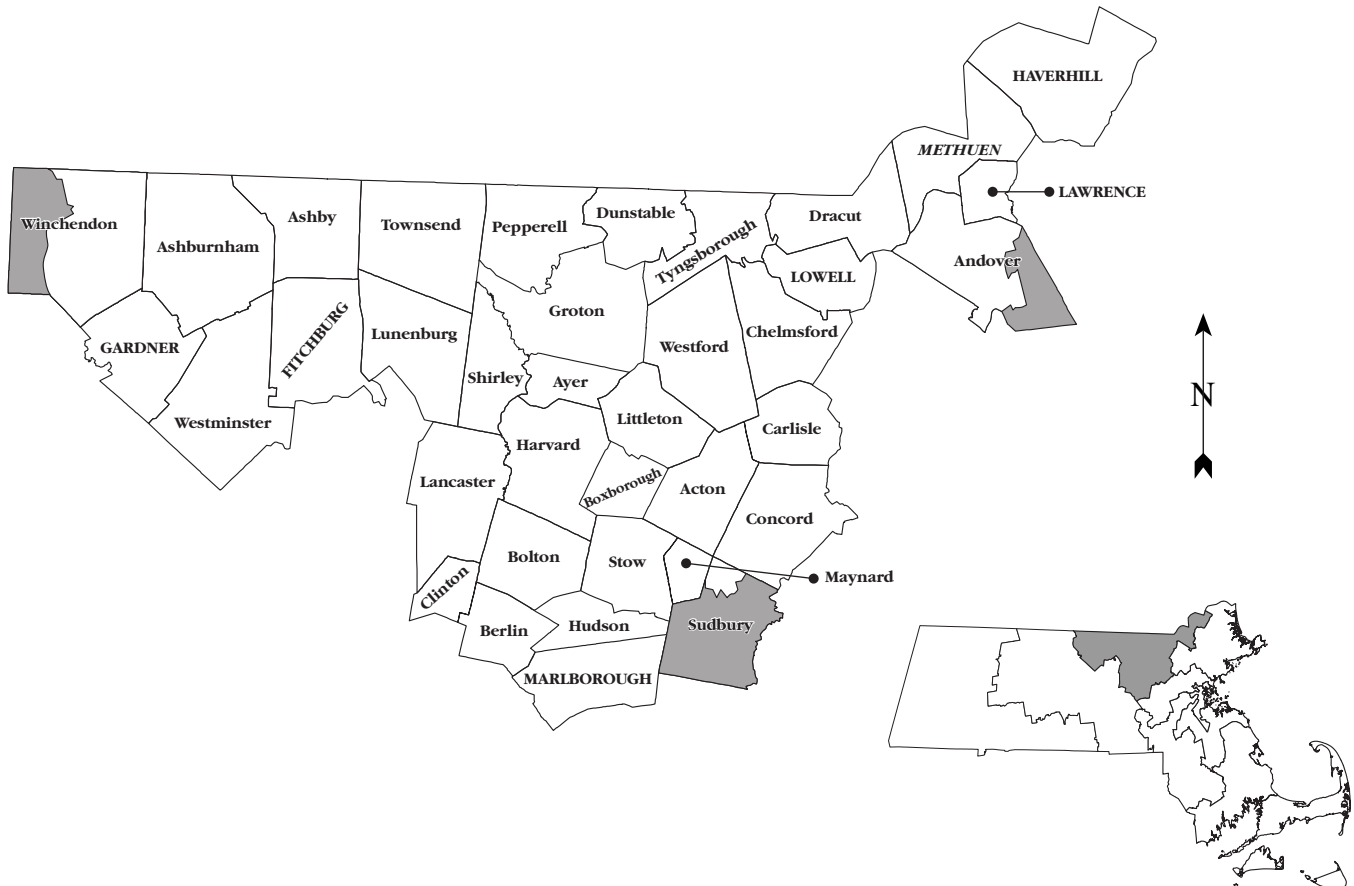 HAVERHILL
METHUEN
LAWRENCE
Winchendon
Ashburnham
Ashby
Townsend
Pepperell
Dunstable
Tyngsborough
Dracut
LOWELL
Andover
GARDNER
Westminster
FITCHBURG
Lunenburg
Shirley
Groton
Ayer
Westford
Chelmsford
Littleton
Carlisle
Harvard
Lancaster
Boxborough
Acton
Concord
Bolton
Stow
Maynard
Clinton
Berlin
Hudson
Sudbury
MARLBOROUGH
N